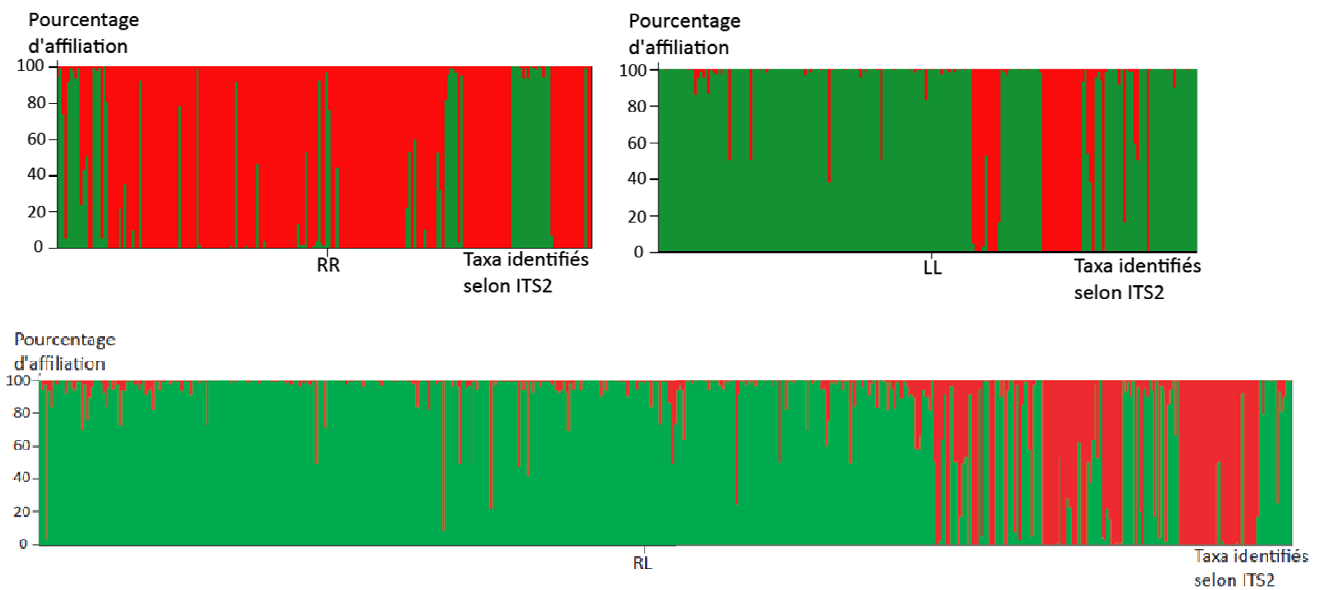 Pourcentage
d'affiliation
100
80
60
40
20
0
RR
Taxa identifiés
selon ITS2
Pourcentage
d'affiliation
100
80
60
40
20
0
LL
Taxa identifiés
selon ITS2
Pourcentage
d'affiliation
100
80
60
40
20
0
RL
Taxa identifiés
selon ITS2